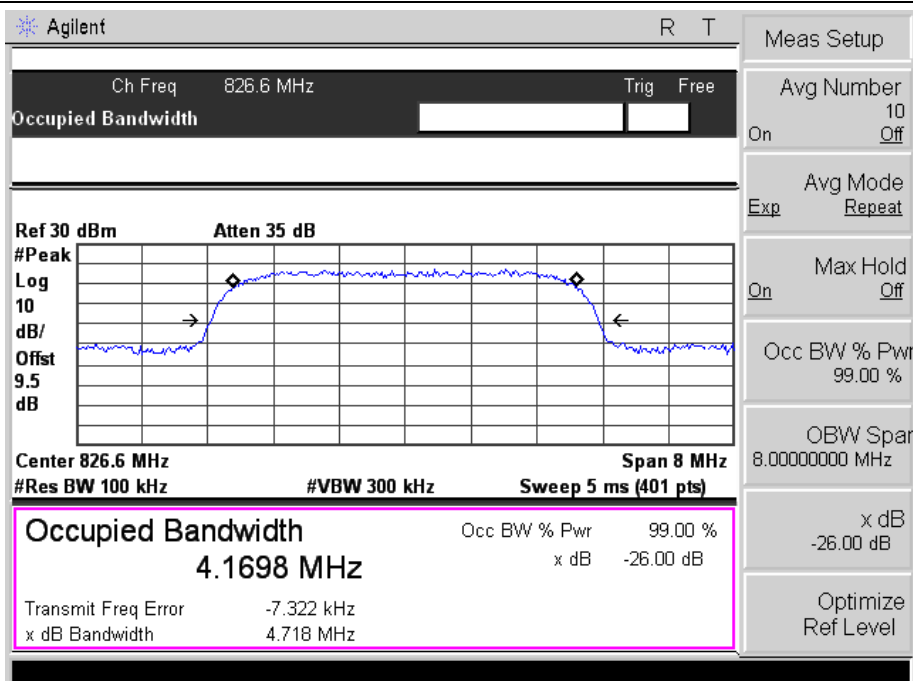 Agilent R T
Ch Freq 826.6 MHz Trig Free
Occupied Bandwidth
Ref 30 dBm Atten 35 dB
#Peak
Log
10
dB/
Offst
9.5
dB
Center 826.6 MHz Span 8 MHz
#Res BW 100 kHz #VBW 300 kHz Sweep 5 ms (401 pts)
Occupied Bandwidth Occ BW % Pwr 99.00 %
4.1698 MHz x dB -26.00 dB
Transmit Freq Error -7.322 kHz
x dB Bandwidth 4.718 MHz
Meas Setup
Avg Number
10
On Off
Avg Mode
Exp Repeat
Max Hold
On Off
Occ BW % Pwr
99.00 %
OBW Span
8.00000000 MHz
x dB
-26.00 dB
Optimize
Ref Level